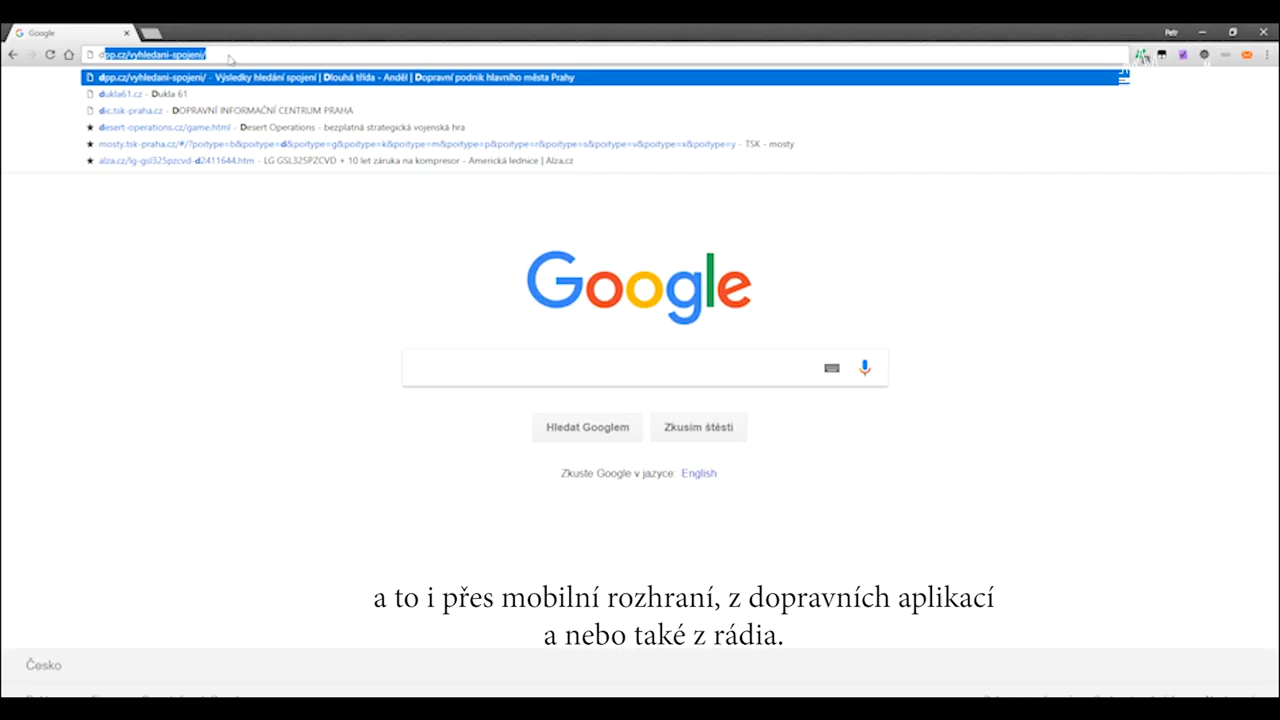 Google
Petr
dpp.cz/vyhledani-spojeni/
dpp.cz/vyhledani-spojeni/ - Výsledky hledání spojení | Dlouhá třída - Anděl | Dopravní podnik hlavního města Prahy
dukla61.cz - Dukla 61
dic.tsk-praha.cz - DOPRAVNÍ INFORMAČNÍ CENTRUM PRAHA
desert-operations.cz/game.html - Desert Operations - bezplatná strategická vojenská hra
mosty.tsk-praha.cz/#/?poitype=b&poitype=d&poitype=g&poitype=k&poitype=m&poitype=p&poitype=r&poitype=s&poitype=v&poitype=x&poitype=y - TSK - mosty
alza.cz/lg-gsl325pzcvd-d2411644.htm - LG GSL325PZCVD + 10 let záruka na kompresor - Americká lednice | Alza.cz
Google
Hledat Googlem
Zkusím štěstí
Zkuste Google v jazyce: English
a to i přes mobilní rozhraní, z dopravních aplikací
a nebo také z rádia.
Česko